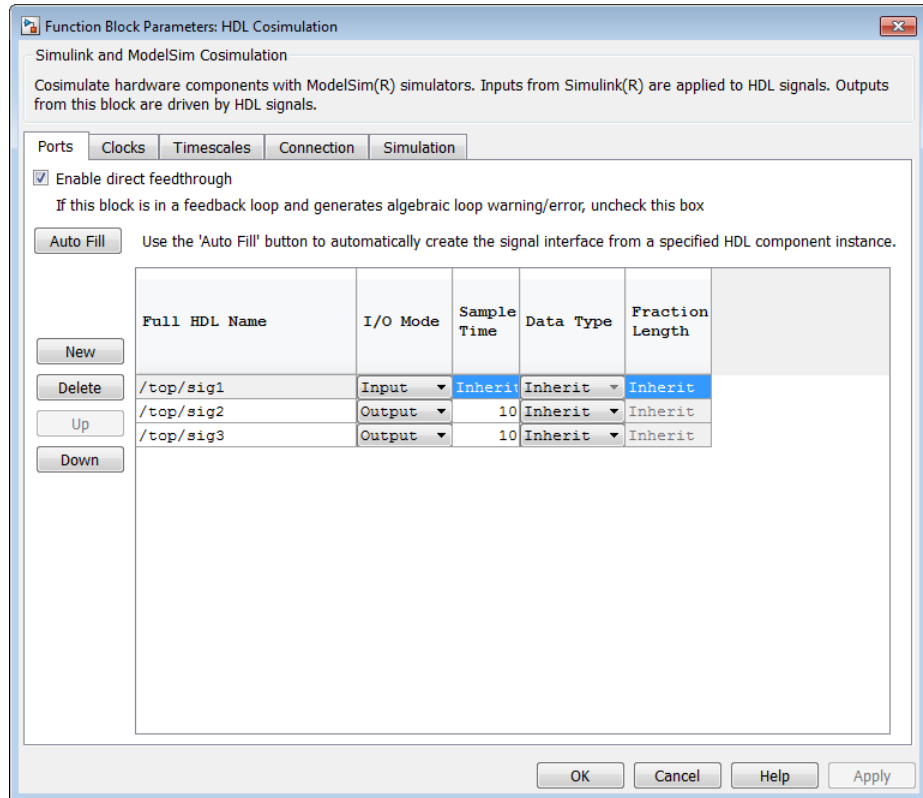 Function Block Parameters: HDL Cosimulation
Simulink and ModelSim Cosimulation
Cosimulate hardware components with ModelSim(R) simulators. Inputs from Simulink(R) are applied to HDL signals. Outputs
from this block are driven by HDL signals.
Ports Clocks Timescales Connection Simulation
Enable direct feedthrough
If this block is in a feedback loop and generates algebraic loop warning/error, uncheck this box
Auto Fill Use the 'Auto Fill' button to automatically create the signal interface from a specified HDL component instance.
Full HDL Name I/O Mode Sample Time Data Type Fraction Length
New
Delete /top/sig1 Input Inherit Inherit Inherit
/top/sig2 Output 10 Inherit Inherit
Up
/top/sig3 Output 10 Inherit Inherit
Down
OK Cancel Help Apply